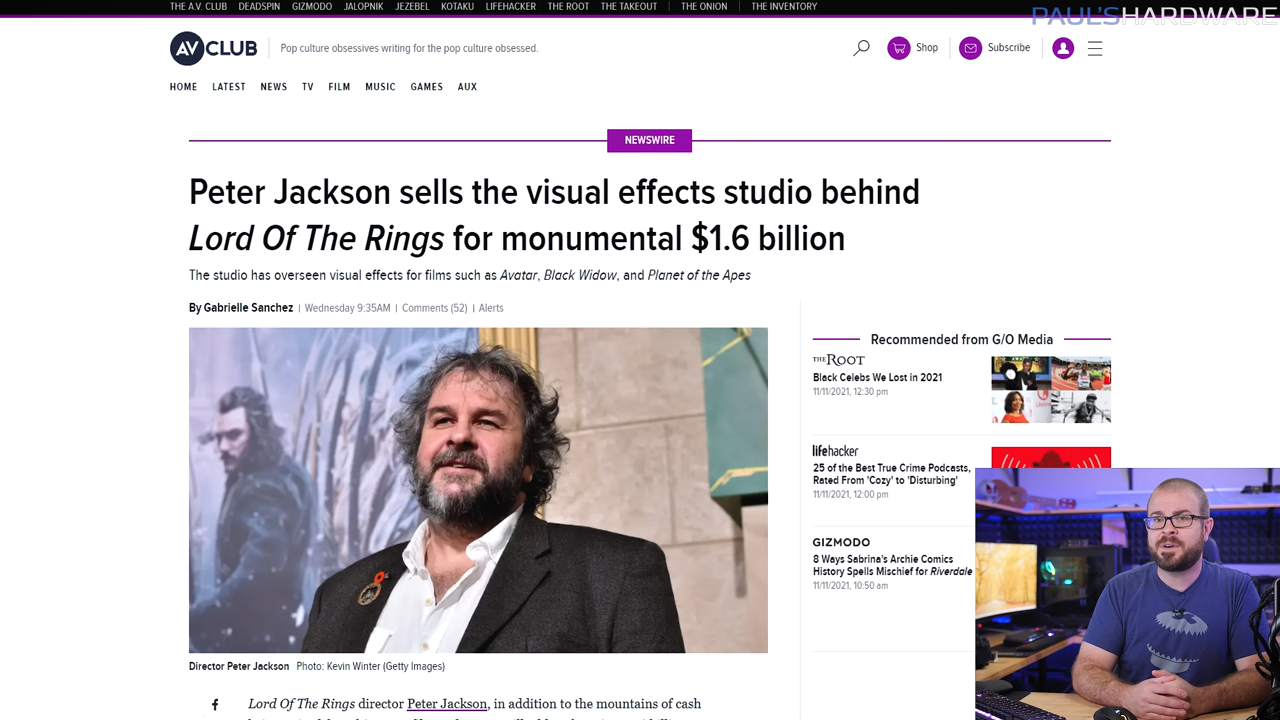 THE A.V. CLUB DEADSPIN GIZMODO JALOPNIK JEZEBEL KOTAKU LIFEHACKER THE ROOT THE TAKEOUT THE ONION THE INVENTORY
PAUL'SHARDWARE
AV CLUB Pop culture obsessives writing for the pop culture obsessed.
Shop Subscribe
HOME LATEST NEWS TV FILM MUSIC GAMES AUX
NEWSWIRE
Peter Jackson sells the visual effects studio behind
Lord Of The Rings for monumental $1.6 billion
The studio has overseen visual effects for films such as Avatar, Black Widow, and Planet of the Apes
By Gabrielle Sanchez | Wednesday 9:35AM | Comments (52) | Alerts
Recommended from G/O Media
THE ROOT
Black Celebs We Lost in 2021
11/11/2021, 12:30 pm
lifehacker
25 of the Best True Crime Podcasts,
Rated From 'Cozy' to 'Disturbing'
11/11/2021, 12:00 pm
GIZMODO
8 Ways Sabrina's Archie Comics
History Spells Mischief for Riverdale
11/11/2021, 10:50 am
Director Peter Jackson Photo: Kevin Winter (Getty Images)
Lord Of The Rings director Peter Jackson, in addition to the mountains of cash